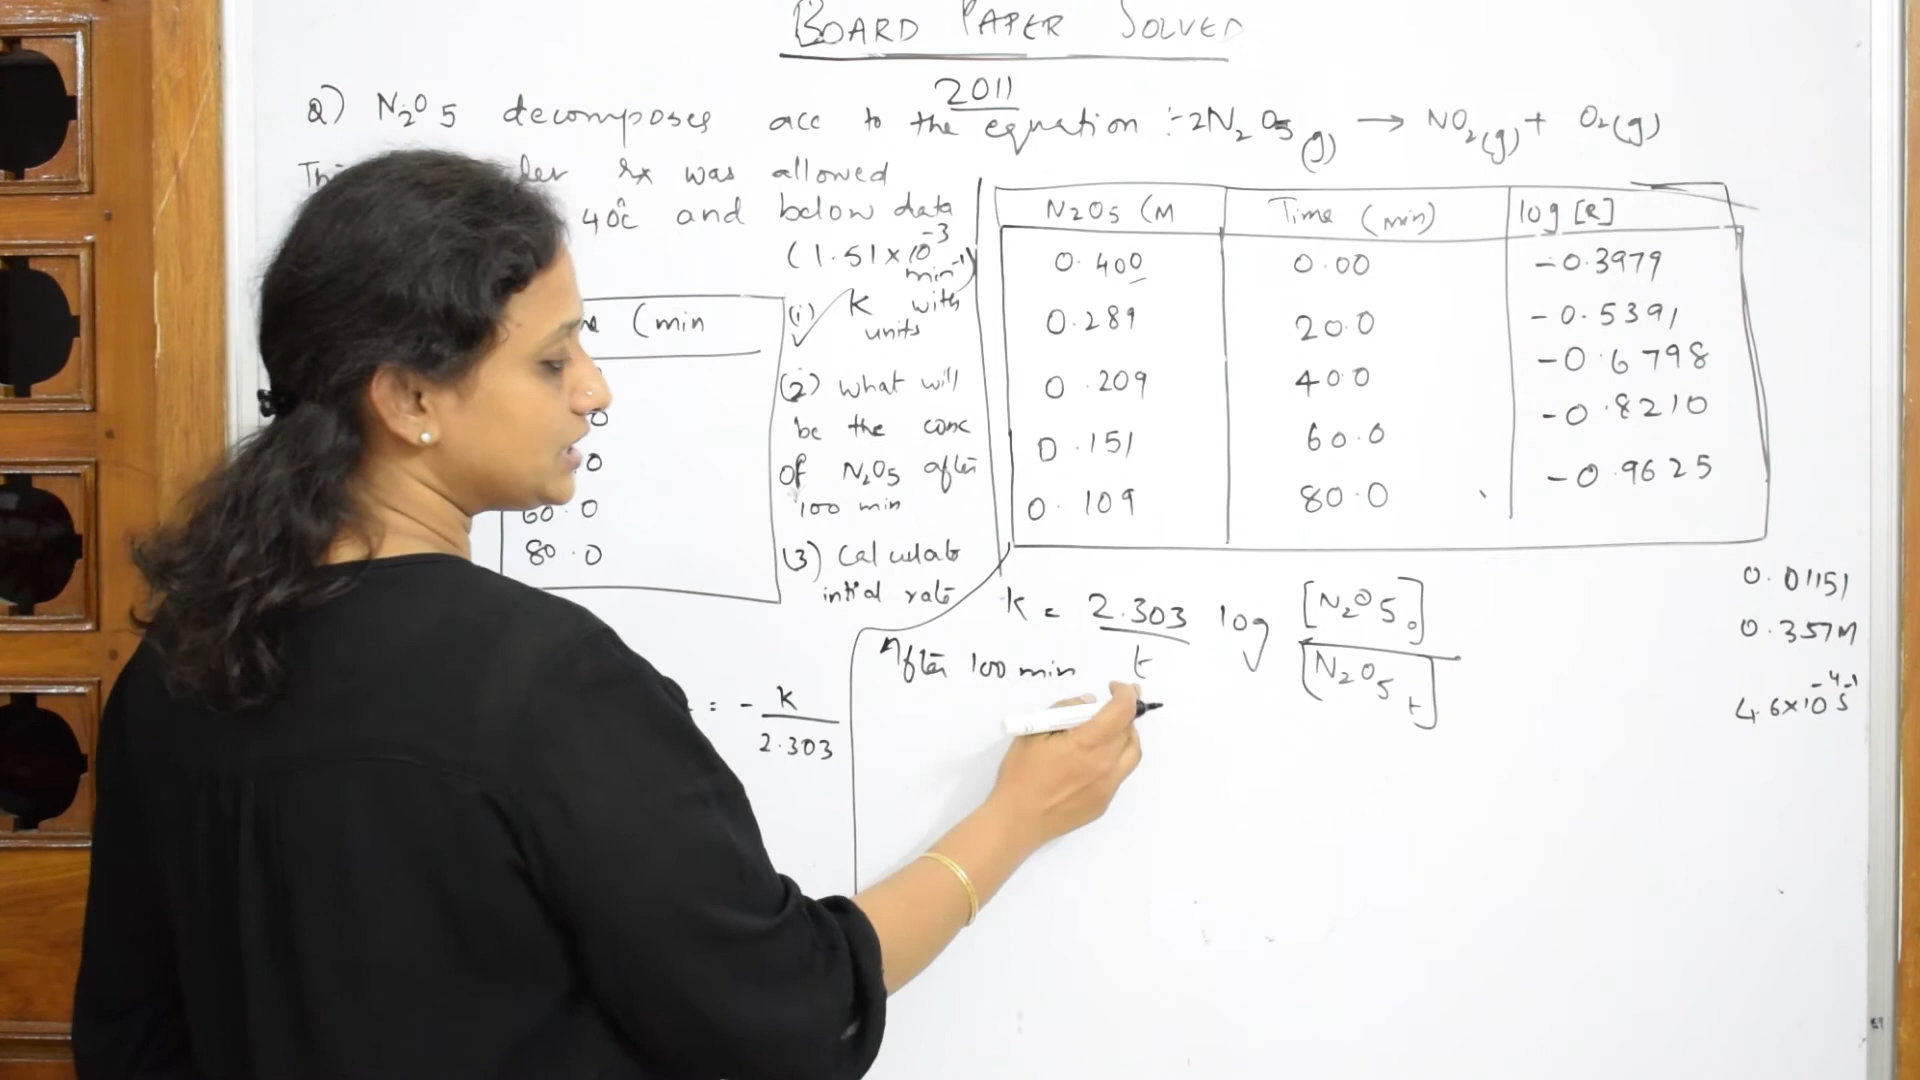 BOARD PAPER SOLVED
2011
Q) N2O5 decomposes acc to the equation :- 2N2O5(g) → NO2(g) + O2(g)
rx was allowed
40°C and below data
(1.51 x 10^-3 min^-1)
(min
60.0
80.0
(i) K with
units
(2) what will
be the conc
of N2O5 after
100 min
(3) Calculate
intial rate
N2O5 (M Time (min) log [R]
0.400 0.00 -0.3979
0.289 20.0 -0.5391
0.209 40.0 -0.6798
0.151 60.0 -0.8210
0.109 80.0 -0.9625
= - K / 2.303
K = 2.303 / t log [N2O5]0 / [N2O5]t
After 100 min
0.01151
0.357M
4.6x10^-4 s^-1